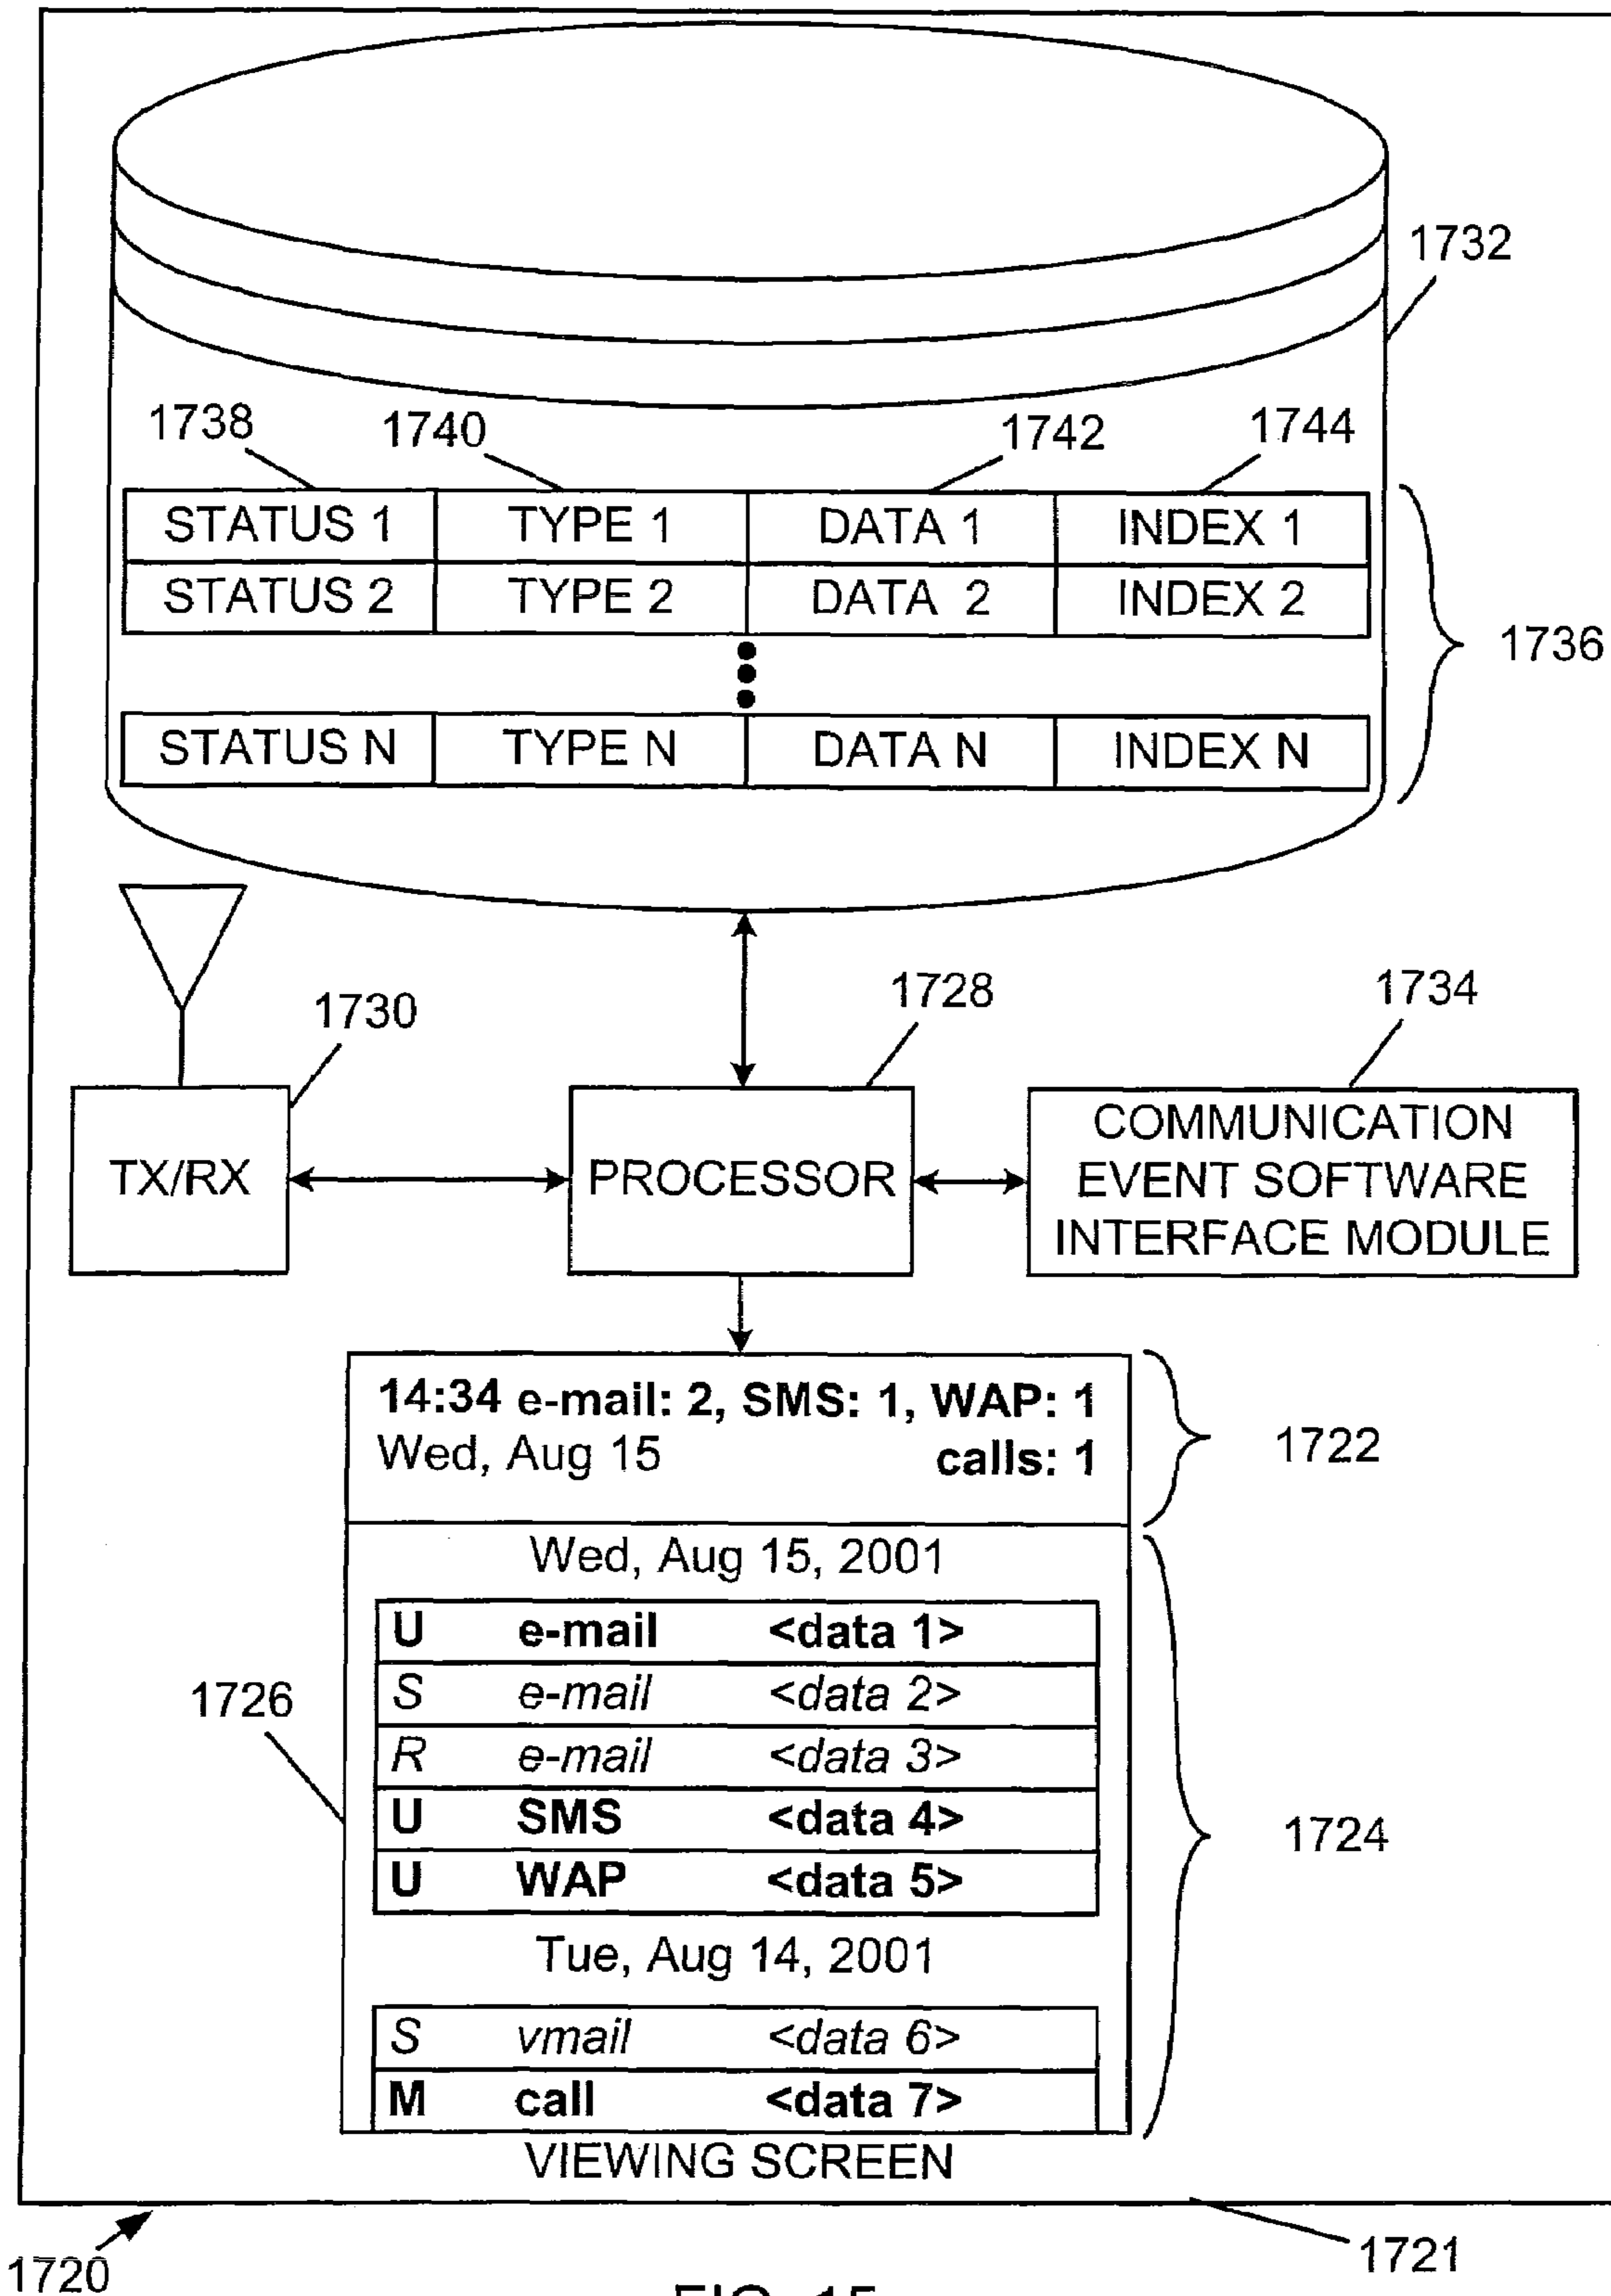 1732
1738 1740 1742 1744
STATUS 1 TYPE 1 DATA 1 INDEX 1
STATUS 2 TYPE 2 DATA 2 INDEX 2
1736
STATUS N TYPE N DATA N INDEX N
1730 1728 1734
TX/RX
PROCESSOR
COMMUNICATION
EVENT SOFTWARE
INTERFACE MODULE
14:34 e-mail: 2, SMS: 1, WAP: 1
Wed, Aug 15 calls: 1
1722
Wed, Aug 15, 2001
U e-mail <data 1>
S e-mail <data 2>
R e-mail <data 3>
U SMS <data 4>
U WAP <data 5>
1726
1724
Tue, Aug 14, 2001
S vmail <data 6>
M call <data 7>
VIEWING SCREEN
1720
1721
FIG. 15